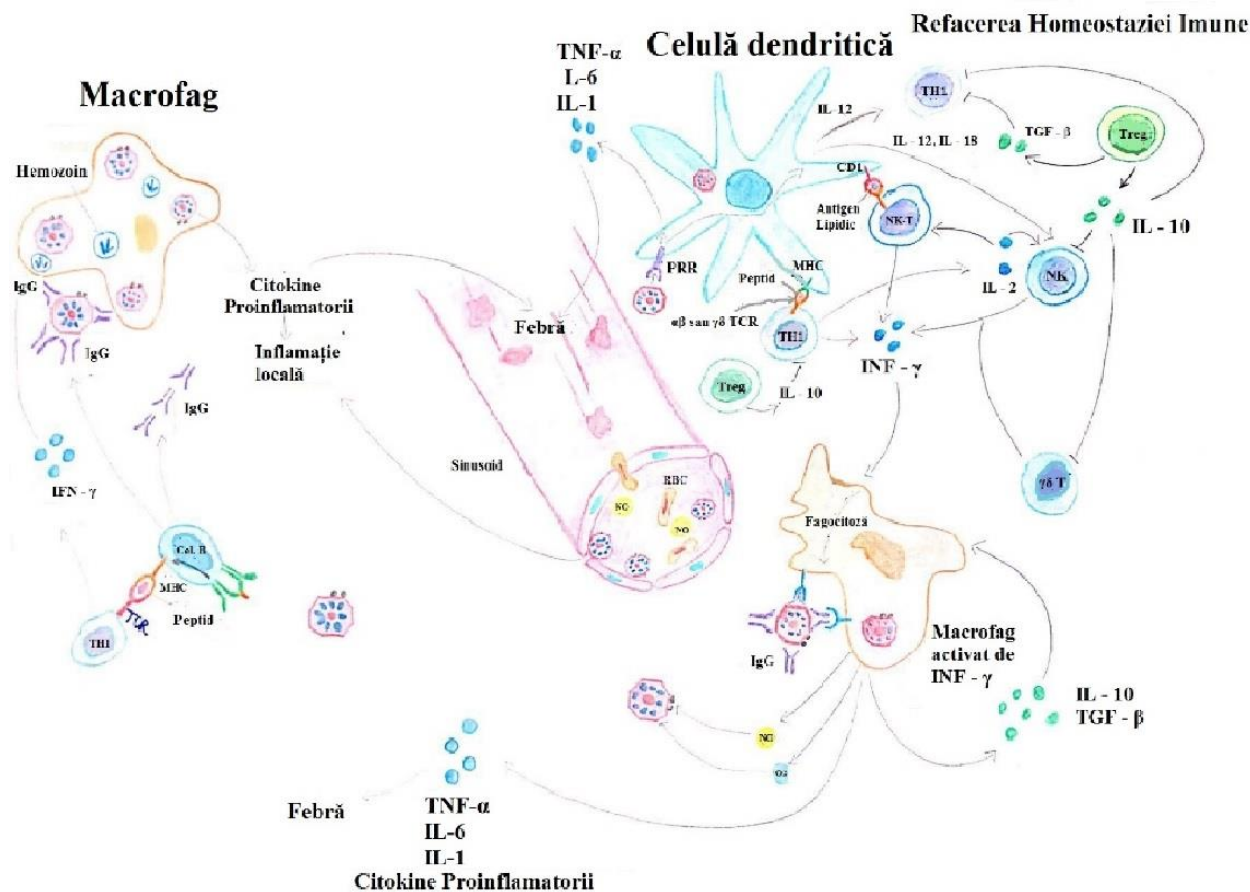 Refacerea Homeostaziei Imune
Celulă dendritică
TNF-α
L-6
IL-1
Macrofag
Hemozoin
IgG
IgG
IgG
Citokine
Proinflamatorii
Inflamație
locală
Febră
IFN - γ
Cel. B
MHC
Peptid
TCR
TH1
Sinusoid
RBC
NO
NO
PRR
Peptid
MHC
αβ sau γδ TCR
TH1
Treg
IL - 10
IL -12
TH1
IL - 12, IL - 18
CD1
Antigen
Lipidic
NK-T
TGF - β
Treg
IL - 10
IL - 2
NK
INF - γ
γδ T
Fagocitoză
IgG
Macrofag
activat de
INF - γ
IL - 10
TGF - β
NO
Febră
TNF-α
IL-6
IL-1
Citokine Proinflamatorii